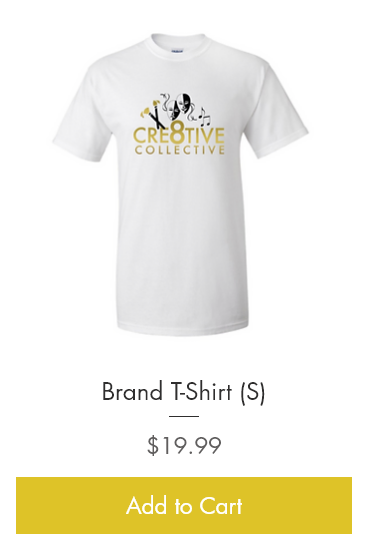 CRE8TIVE
COLLECTIVE
Brand T-Shirt (S)
$19.99
Add to Cart